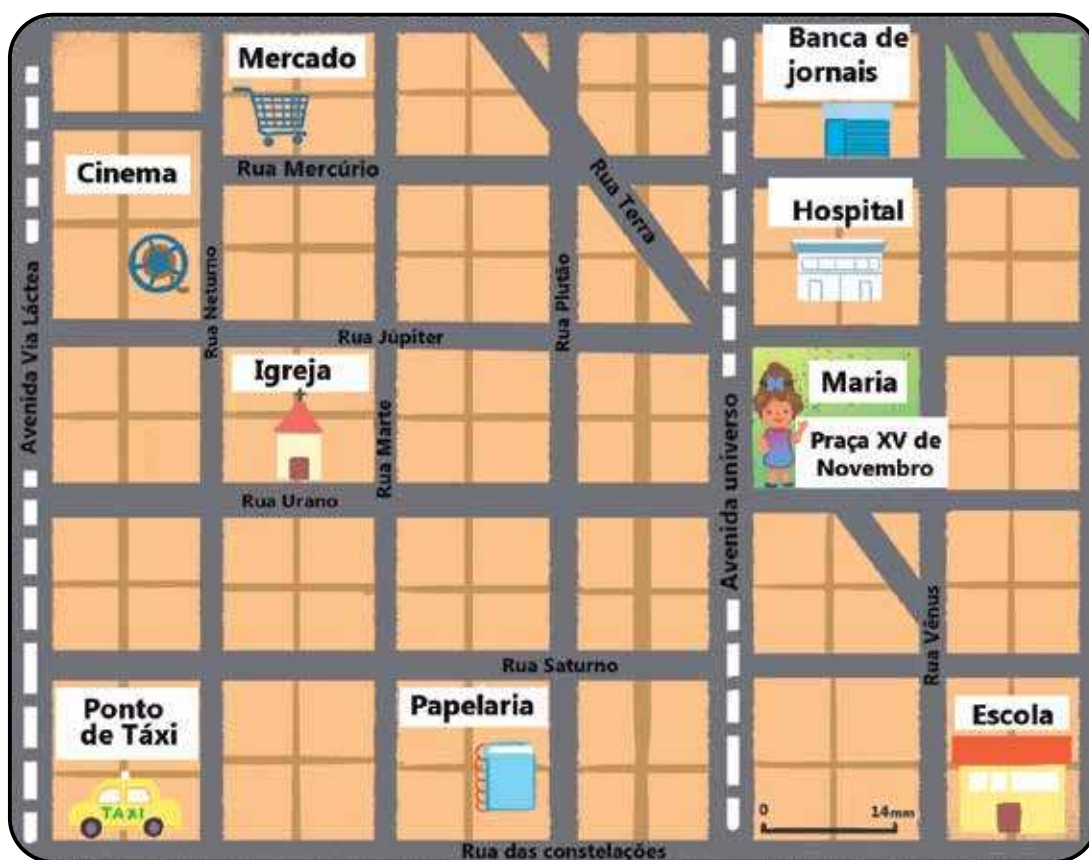 Mercado
Banca de
jornais
Cinema
Rua Mercúrio
Rua Terra
Hospital
Avenida Via Láctea
Rua Neturno
Rua Júpiter
Rua Plutão
Igreja
Rua Marte
Maria
Praça XV de
Novembro
Avenida universo
Rua Urano
Rua Saturno
Rua Vênus
Ponto
de Táxi
TAXI
Papelaria
Escola
0 14mm
Rua das constelações